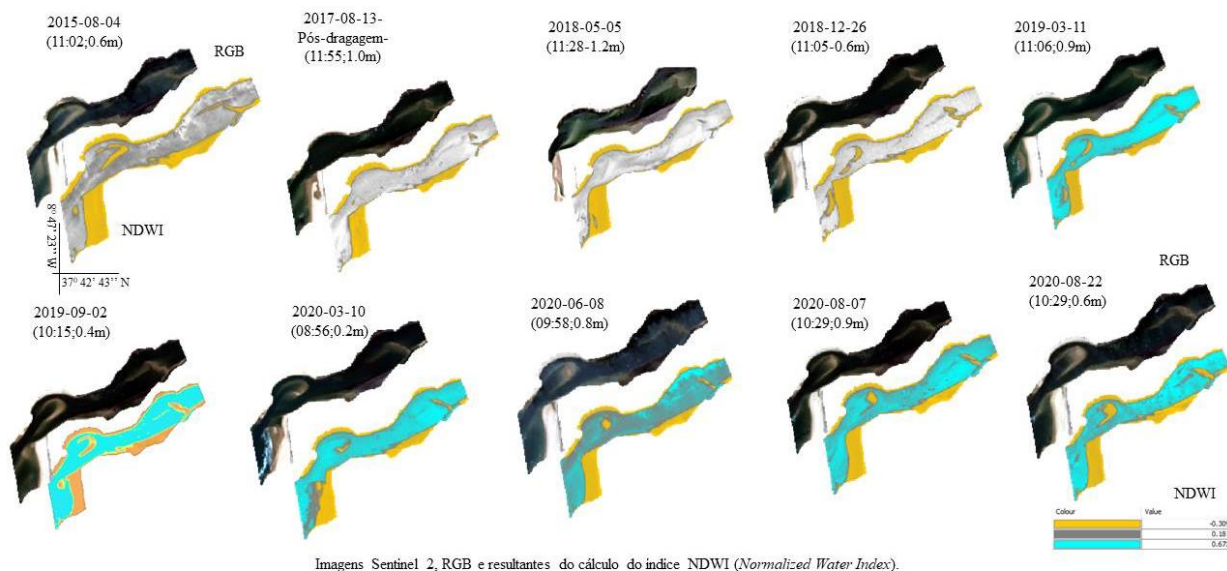 2015-08-04
(11:02;0.6m)
RGB
2017-08-13-
Pós-dragagem-
(11:55;1.0m)
2018-05-05
(11:28-1.2m)
2018-12-26
(11:05-0.6m)
2019-03-11
(11:06;0.9m)
8º 47' 23'' W
NDWI
37º 42' 43'' N
2019-09-02
(10:15;0.4m)
2020-03-10
(08:56;0.2m)
2020-06-08
(09:58;0.8m)
2020-08-07
(10:29;0.9m)
RGB
2020-08-22
(10:29;0.6m)
NDWI
Colour Value
-0.309
0.18
0.67
Imagens Sentinel 2, RGB e resultantes do cálculo do índice NDWI (Normalized Water Index).